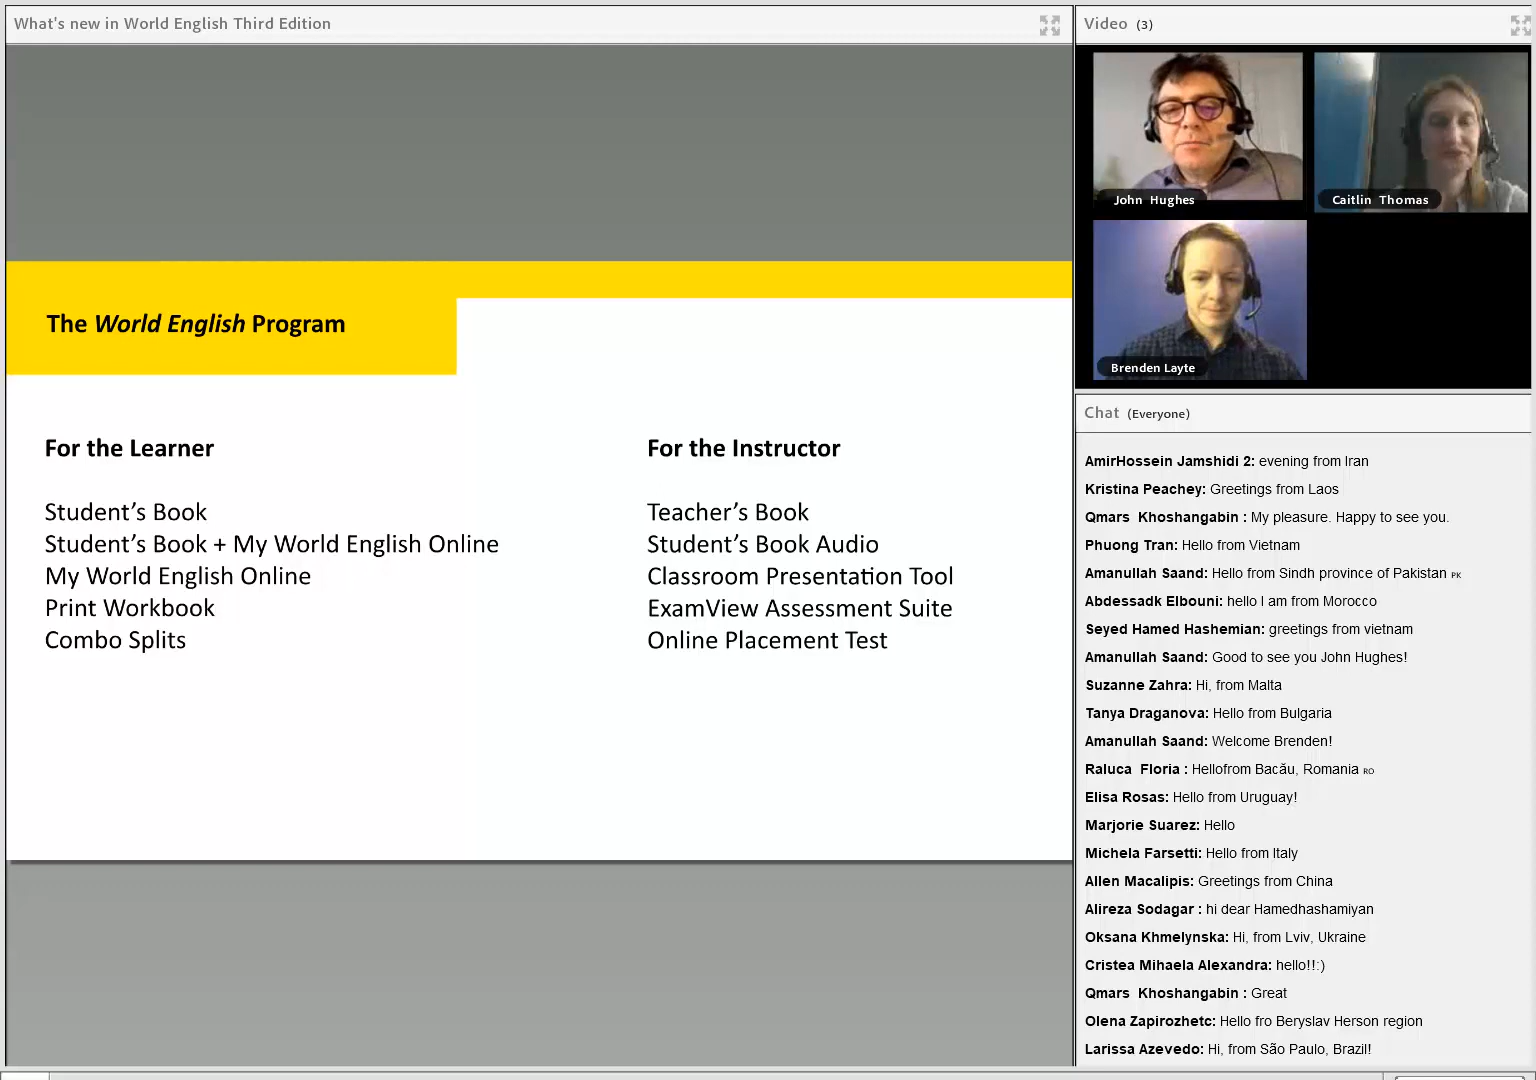 What's new in World English Third Edition
The World English Program
For the Learner
Student’s Book
Student’s Book + My World English Online
My World English Online
Print Workbook
Combo Splits
For the Instructor
Teacher’s Book
Student’s Book Audio
Classroom Presentation Tool
ExamView Assessment Suite
Online Placement Test
Video (3)
John Hughes
Caitlin Thomas
Brenden Layte
Chat (Everyone)
AmirHossein Jamshidi 2: evening from Iran
Kristina Peachey: Greetings from Laos
Qmars Khoshangabin : My pleasure. Happy to see you.
Phuong Tran: Hello from Vietnam
Amanullah Saand: Hello from Sindh province of Pakistan PK
Abdessadk Elbouni: hello I am from Morocco
Seyed Hamed Hashemian: greetings from vietnam
Amanullah Saand: Good to see you John Hughes!
Suzanne Zahra: Hi, from Malta
Tanya Draganova: Hello from Bulgaria
Amanullah Saand: Welcome Brenden!
Raluca Floria : Hellofrom Bacău, Romania RO
Elisa Rosas: Hello from Uruguay!
Marjorie Suarez: Hello
Michela Farsetti: Hello from Italy
Allen Macalipis: Greetings from China
Alireza Sodagar : hi dear Hamedhashamiyan
Oksana Khmelynska: Hi, from Lviv, Ukraine
Cristea Mihaela Alexandra: hello!!:)
Qmars Khoshangabin : Great
Olena Zapirozhetc: Hello fro Beryslav Herson region
Larissa Azevedo: Hi, from São Paulo, Brazil!